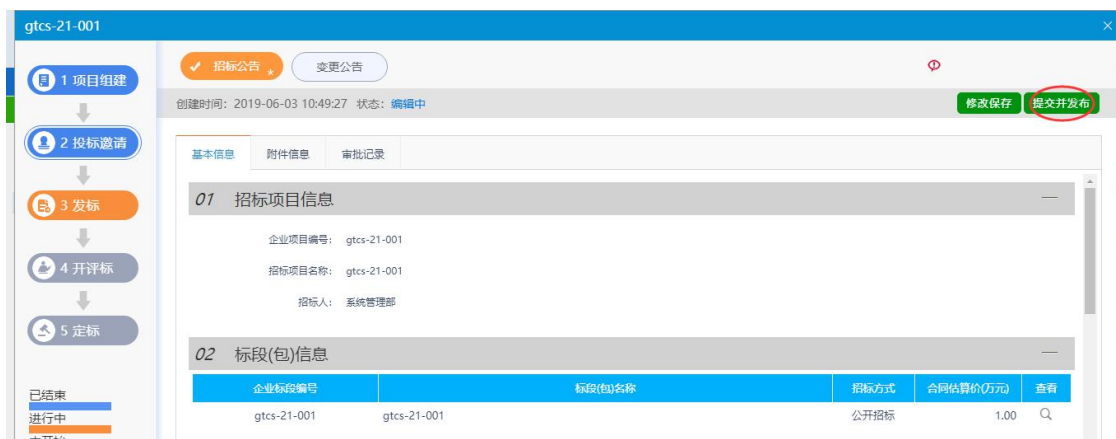 gtcs-21-001
招标公告 *
变更公告
创建时间：2019-06-03 10:49:27 状态：编辑中
修改保存
提交并发布
1 项目组建
2 投标邀请
3 发标
4 开评标
5 定标
已结束
进行中
基本信息 附件信息 审批记录
01 招标项目信息
企业项目编号： gtcs-21-001
招标项目名称： gtcs-21-001
招标人： 系统管理部
02 标段(包)信息
企业标段编号 标段(包)名称 招标方式 合同估算价(万元) 查看
gtcs-21-001 gtcs-21-001 公开招标 1.00